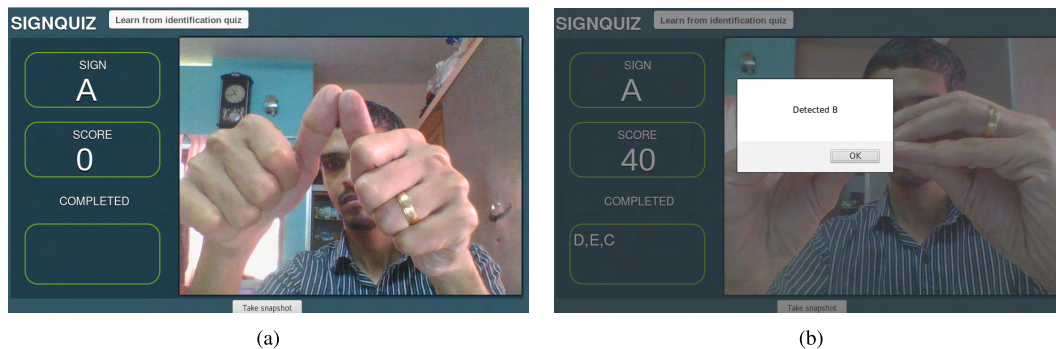 SIGNQUIZ
Learn from identification quiz
SIGN
A
SCORE
0
COMPLETED
Take snapshot
(a)
SIGNQUIZ
Learn from identification quiz
SIGN
A
SCORE
40
COMPLETED
D,E,C
Detected B
OK
Take snapshot
(b)